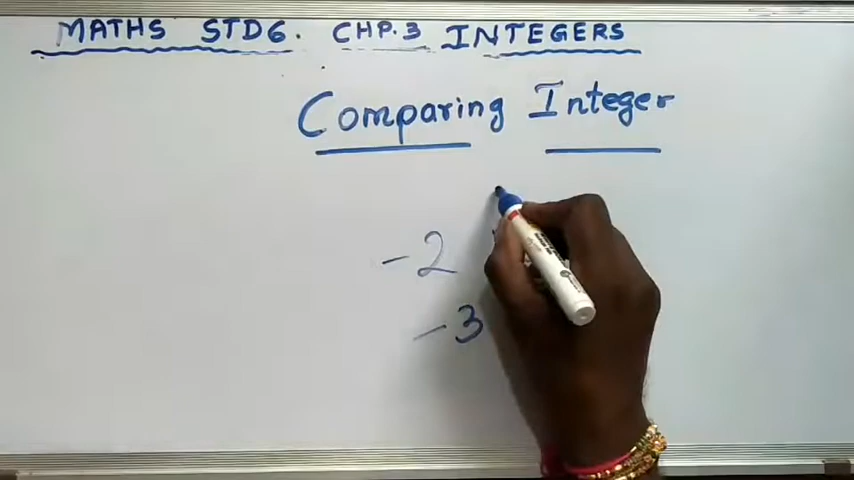 MATHS STD6. CHP.3 INTEGERS
Comparing Integer
-2
-3